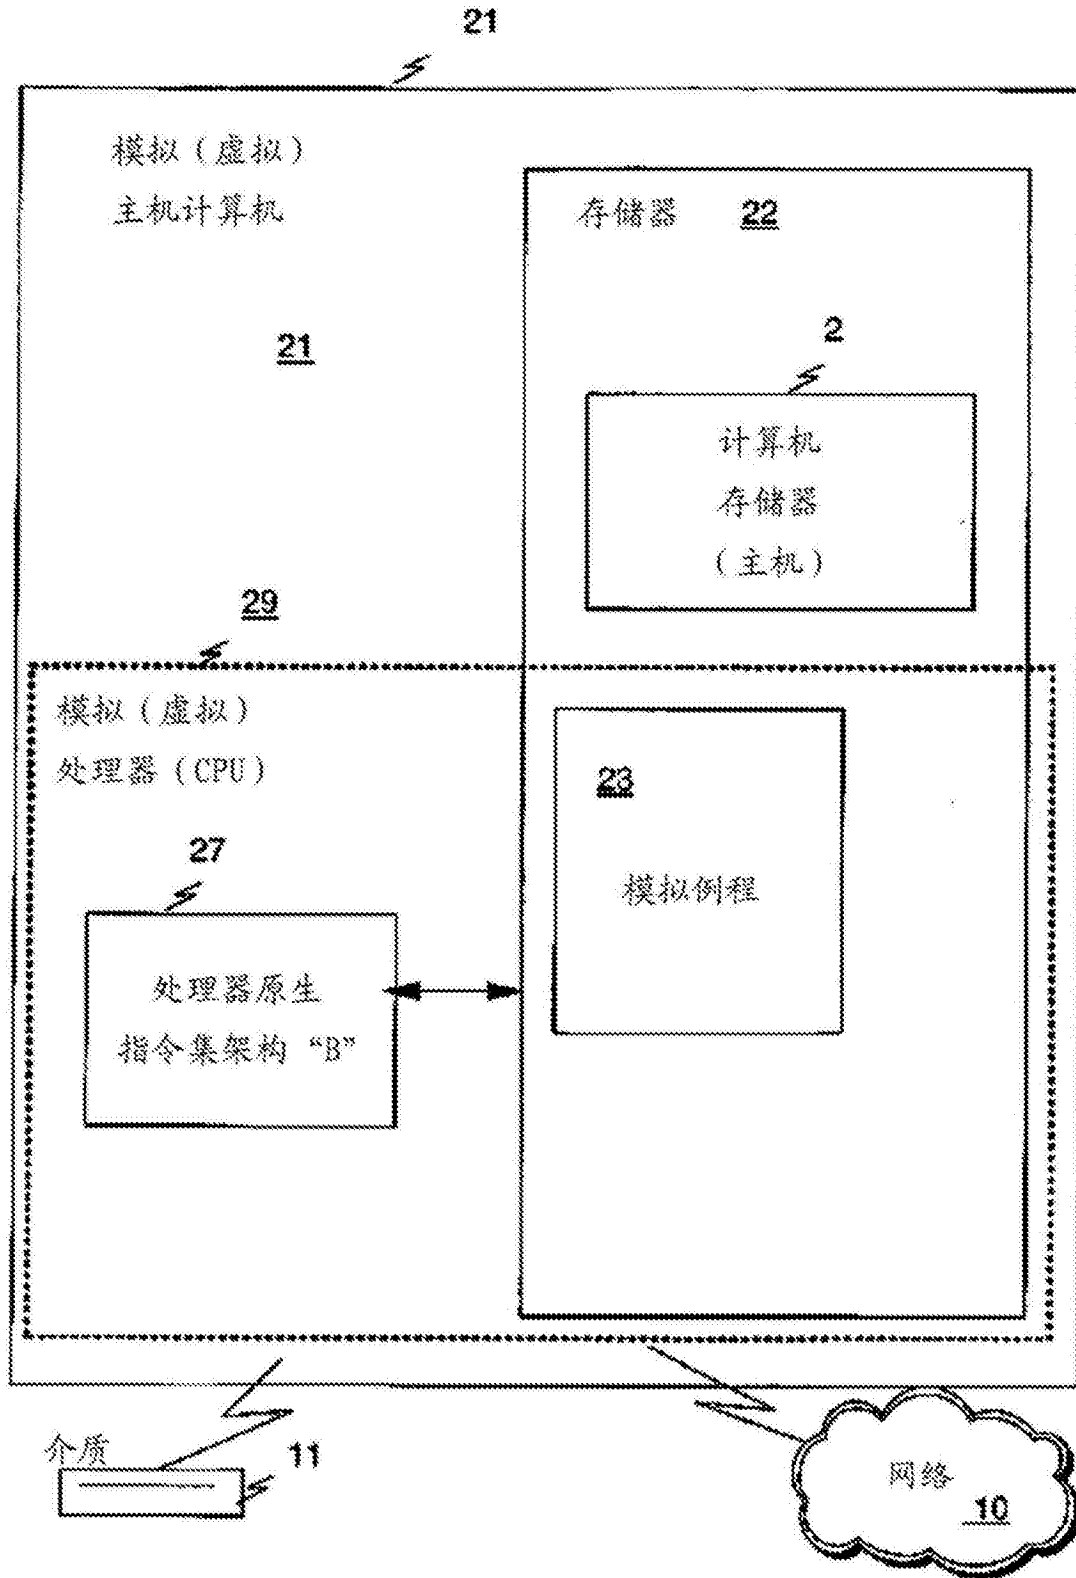 21
模拟（虚拟）
主机计算机
存储器 22
21
2
计算机
存储器
（主机）
29
模拟（虚拟）
处理器（CPU）
23
模拟例程
27
处理器原生
指令集架构 “B”
介质
11
网络
10